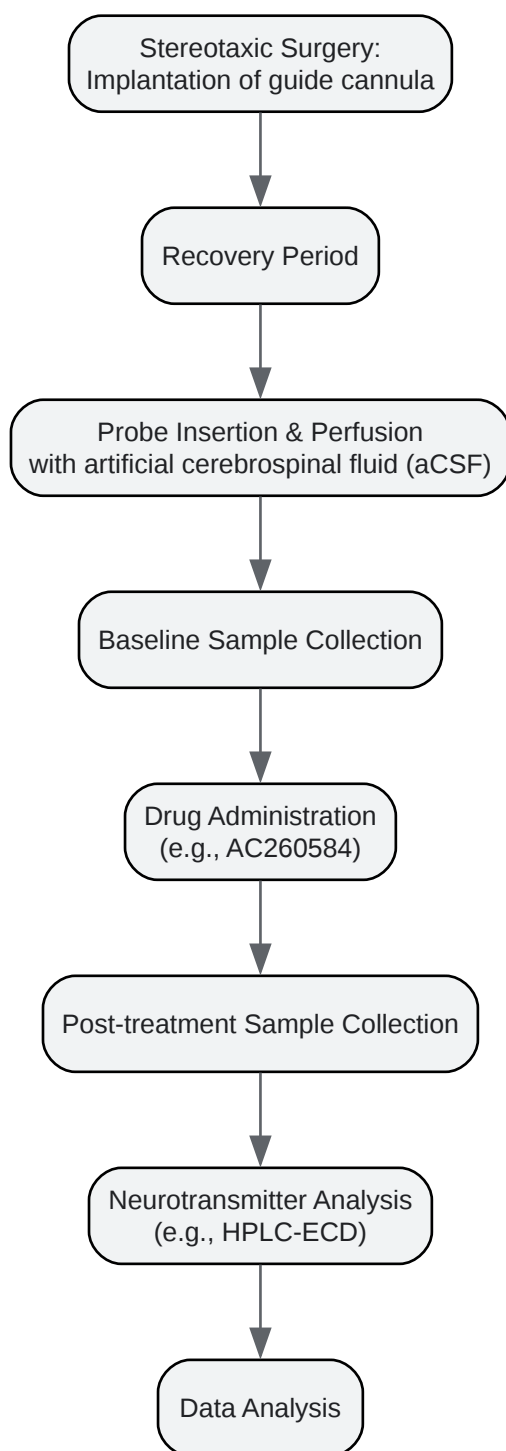 Stereotaxic Surgery:
Implantation of guide cannula
Recovery Period
Probe Insertion & Perfusion
with artificial cerebrospinal fluid (aCSF)
Baseline Sample Collection
Drug Administration
(e.g., AC260584)
Post-treatment Sample Collection
Neurotransmitter Analysis
(e.g., HPLC-ECD)
Data Analysis